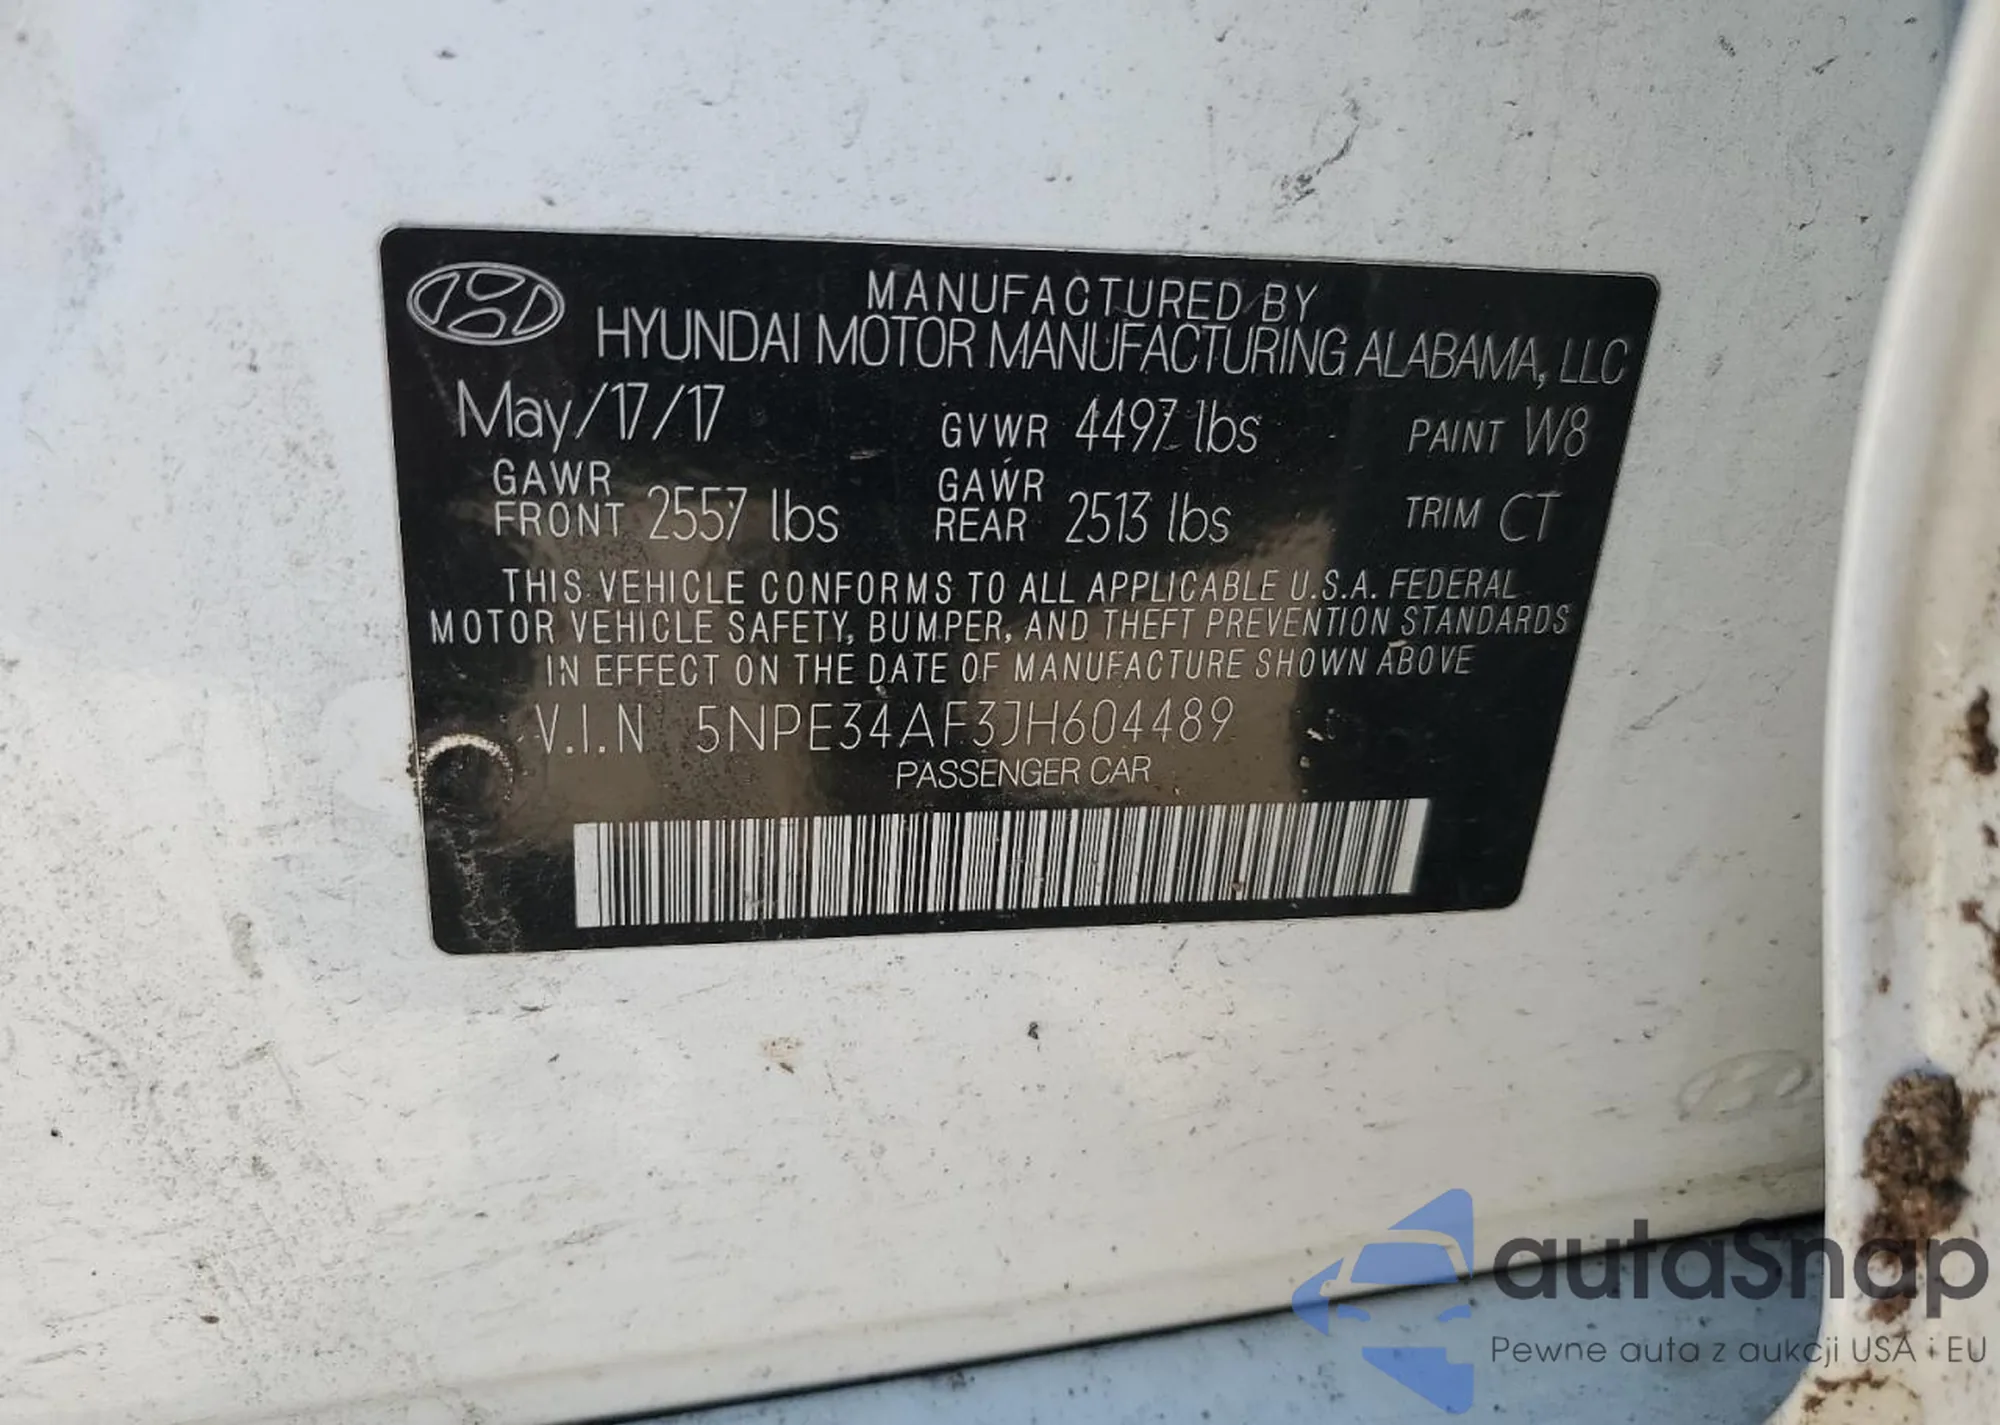 MANUFACTURED BY
HYUNDAI MOTOR MANUFACTURING ALABAMA, LLC
May/17/17 GVWR 4497 lbs PAINT W8
GAWR FRONT 2557 lbs GAWR REAR 2513 lbs TRIM CT
THIS VEHICLE CONFORMS TO ALL APPLICABLE U.S.A. FEDERAL
MOTOR VEHICLE SAFETY, BUMPER, AND THEFT PREVENTION STANDARDS
IN EFFECT ON THE DATE OF MANUFACTURE SHOWN ABOVE
V.I.N 5NPE34AF3JH604489
PASSENGER CAR
autaSnap
Pewne auta z aukcji USA i EU